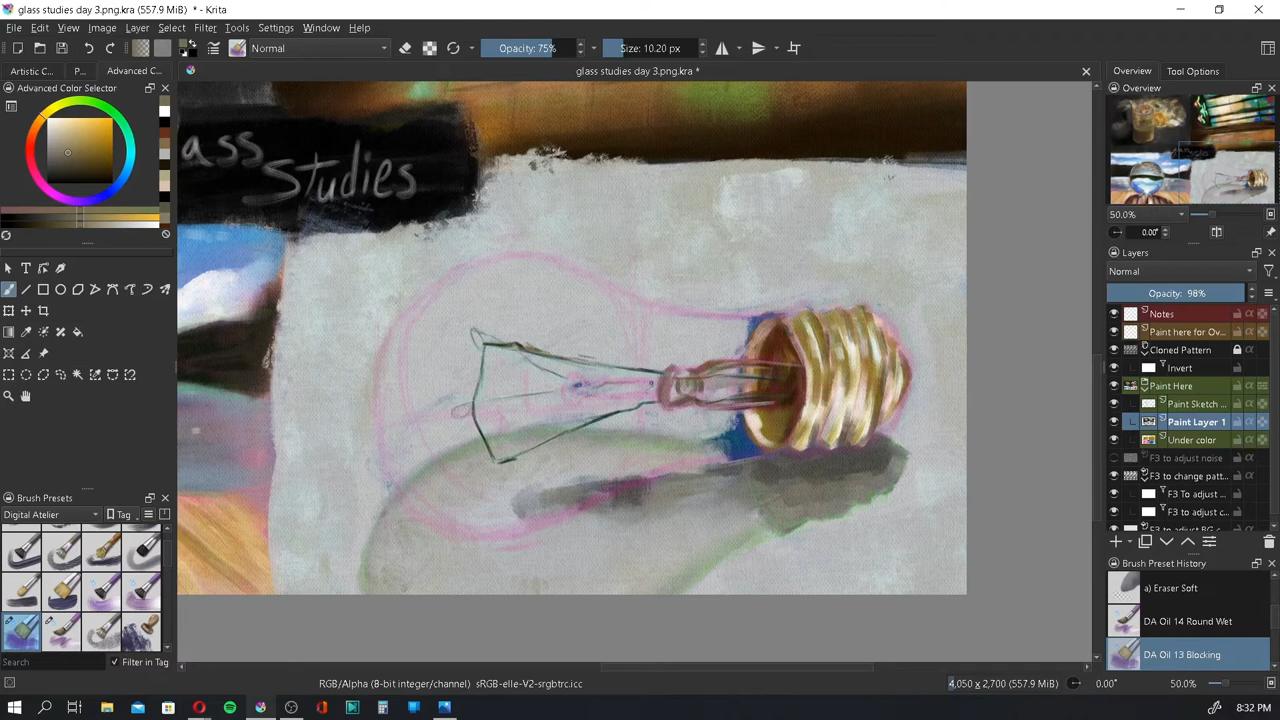 glass studies day 3.png.kra (557.9 MiB) * - Krita
File Edit View Image Layer Select Filter Tools Settings Window Help
Normal
Opacity: 75%
Size: 10.20 px
Artistic C... P... Advanced C...
glass studies day 3.png.kra *
Overview Tool Options
Advanced Color Selector
Overview
ass
Studies
50.0%
0.00°
Layers
Normal
Opacity: 98%
Notes
Paint here for Ov...
Cloned Pattern
Invert
Paint Here
Paint Sketch ...
Paint Layer 1
Under color
F3 to adjust noise
F3 to change patt...
F3 To adjust ...
F3 to adjust c...
F3 to adjust BG c...
Brush Presets
Digital Atelier
Tag
Brush Preset History
a) Eraser Soft
DA Oil 14 Round Wet
DA Oil 13 Blocking
Search
Filter in Tag
RGB/Alpha (8-bit integer/channel) sRGB-elle-V2-srgbtrc.icc
4,050 x 2,700 (557.9 MiB)
0.00°
50.0%
8:32 PM